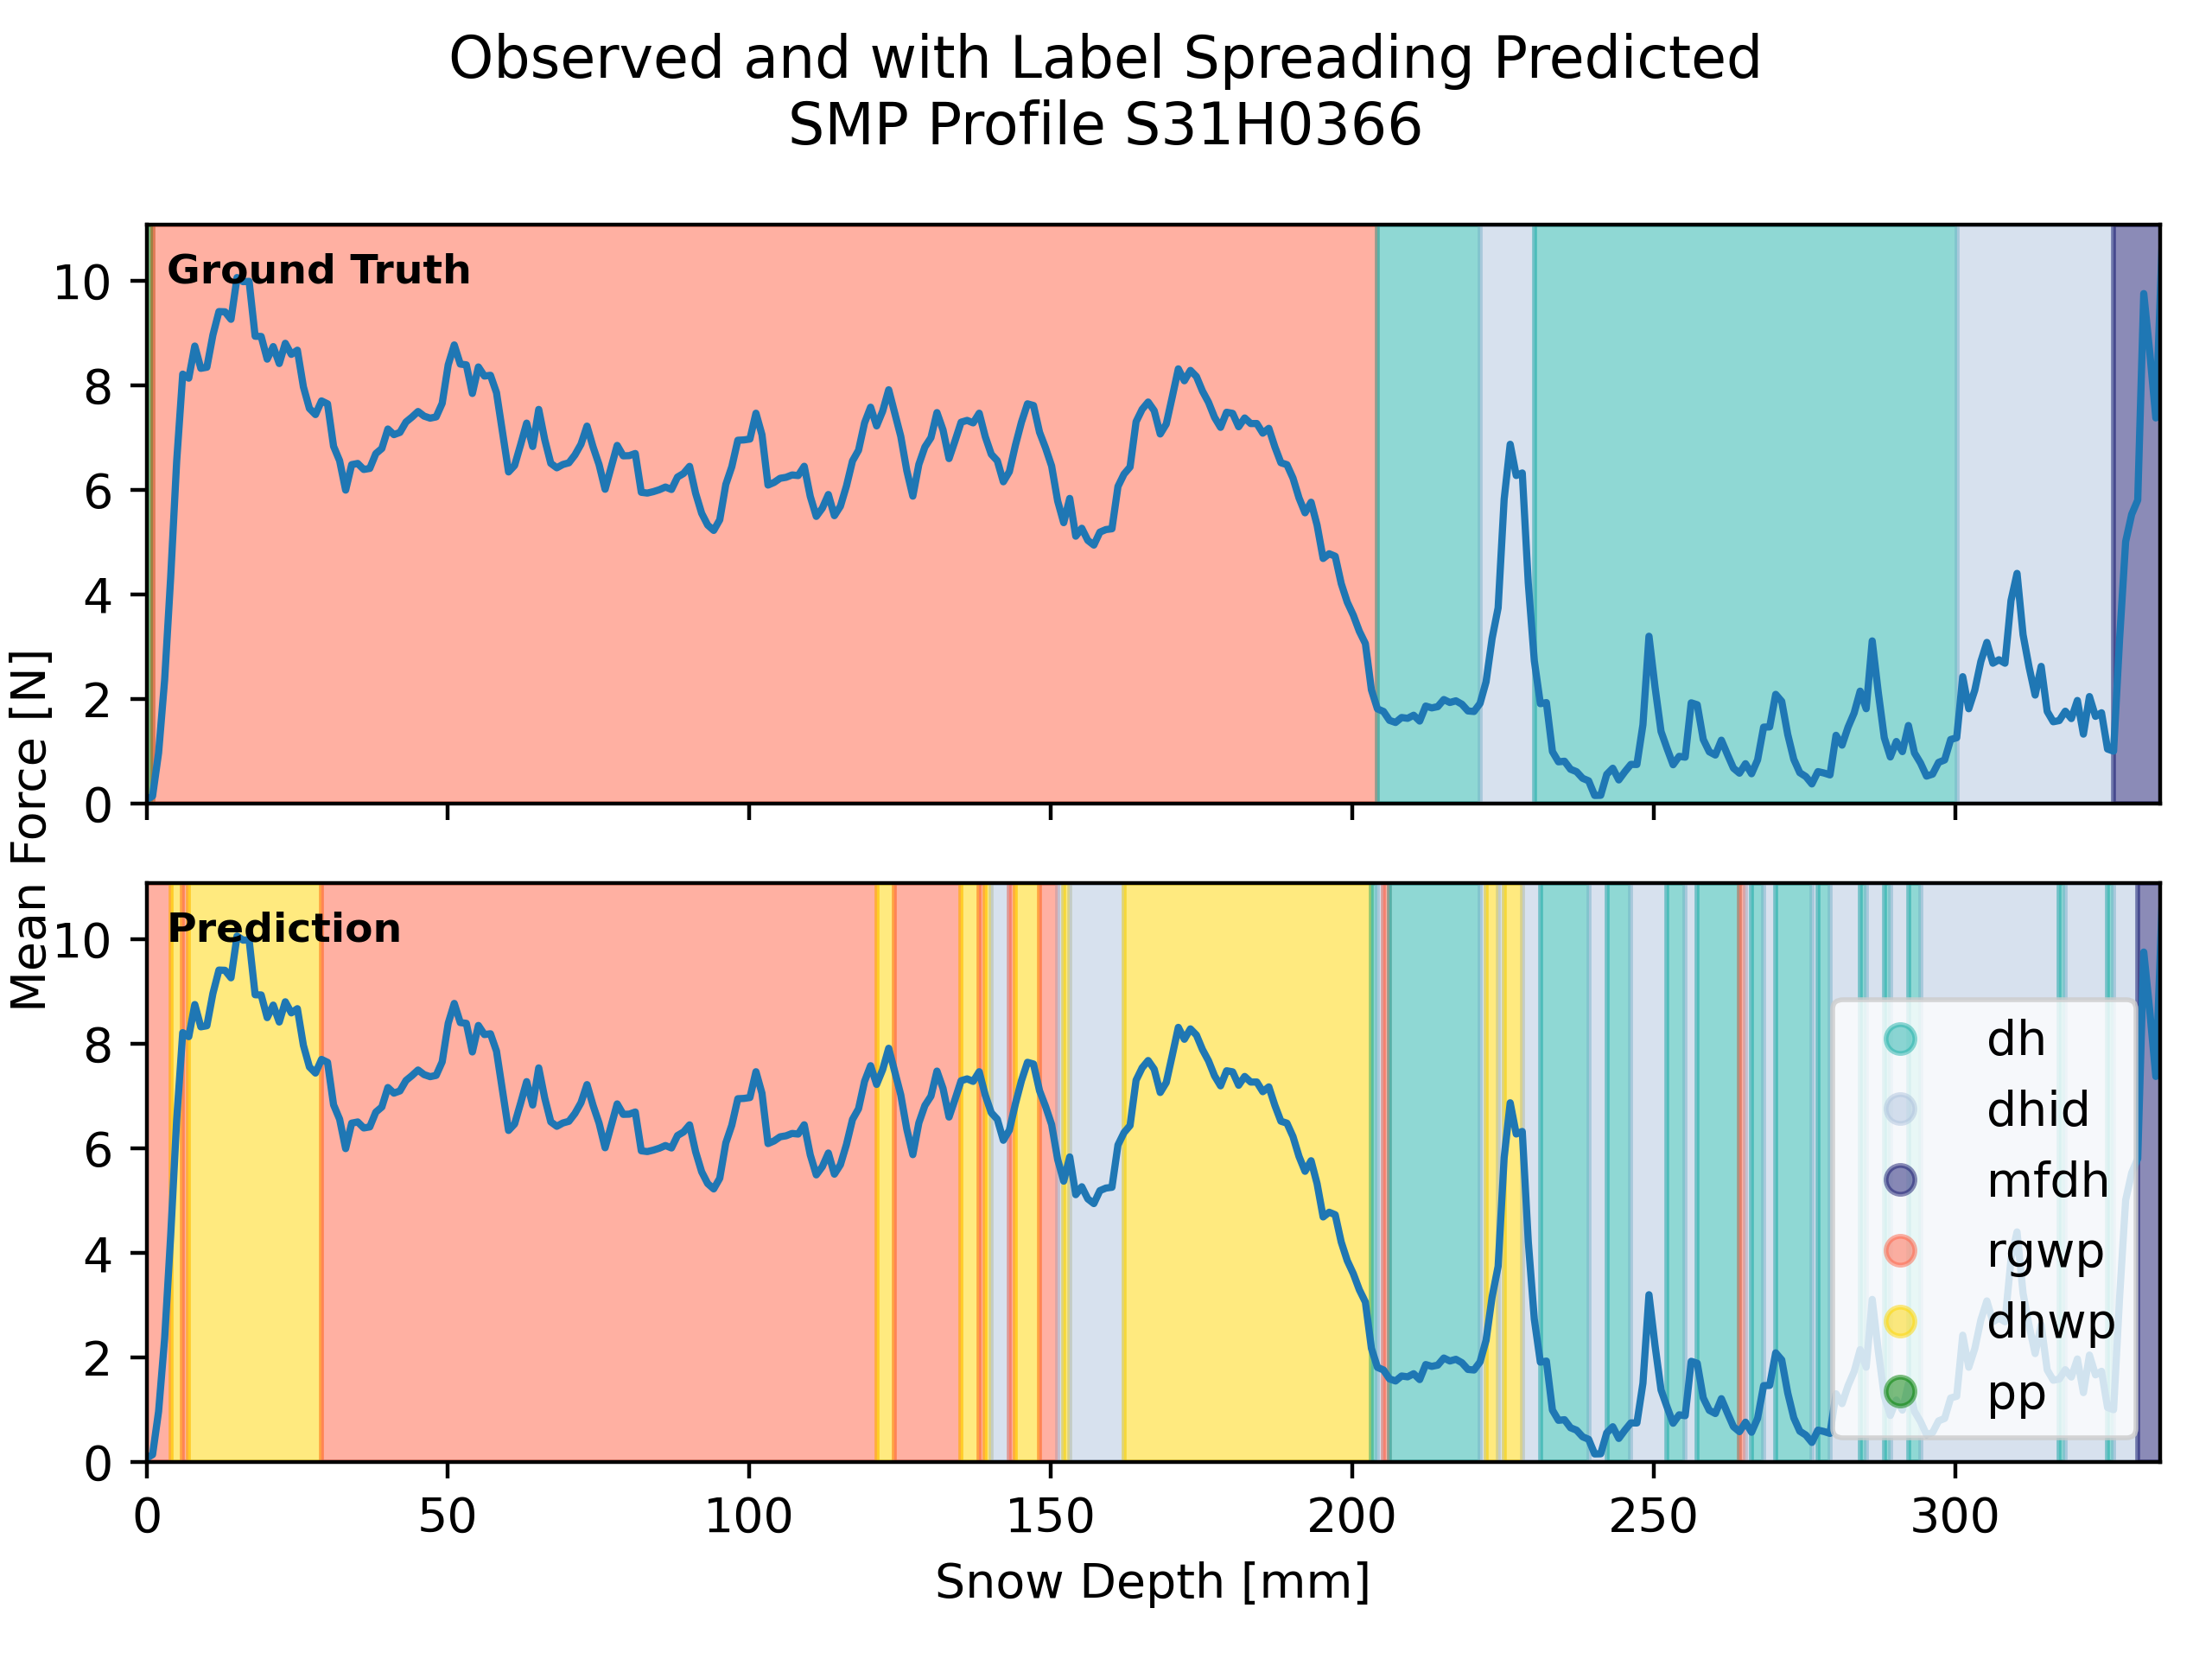 Observed and with Label Spreading Predicted
SMP Profile S31H0366
Ground Truth
10
8
6
4
2
0
Mean Force [N]
Prediction
10
8
6
4
2
0
dh
dhid
mfdh
rgwp
dhwp
pp
0 50 100 150 200 250 300
Snow Depth [mm]